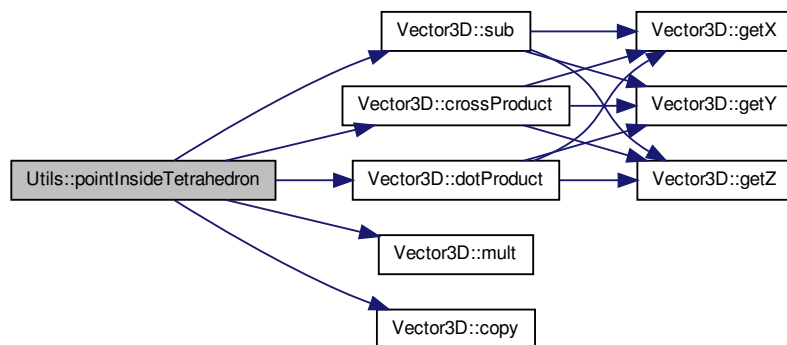 Vector3D::sub
Vector3D::getX
Vector3D::crossProduct
Vector3D::getY
Utils::pointInsideTetrahedron
Vector3D::dotProduct
Vector3D::getZ
Vector3D::mult
Vector3D::copy